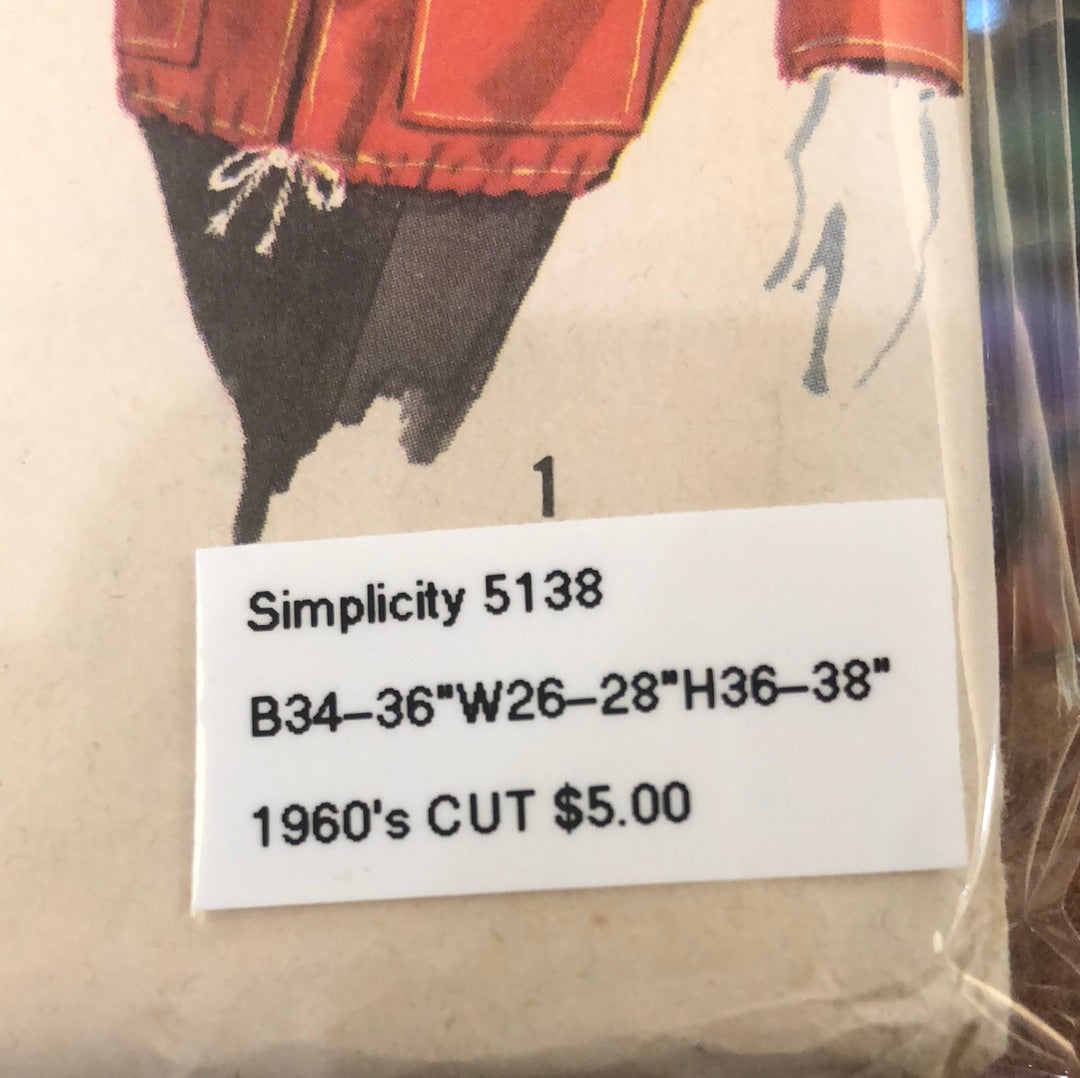 1
Simplicity 5138
B34-36"W26-28"H36-38"
1960's CUT $5.00